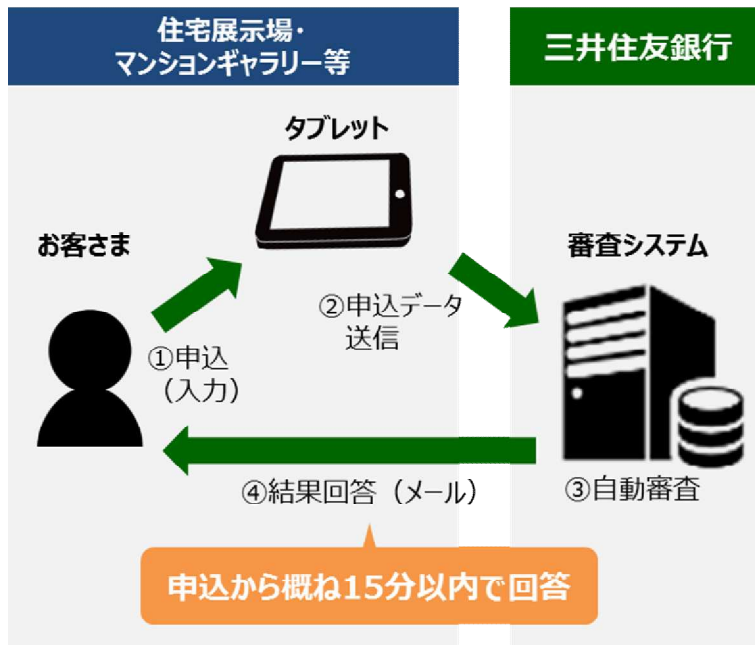 住宅展示場・
マンションギャラリー等
三井住友銀行
タブレット
お客さま
審査システム
②申込データ
送信
①申込
（入力）
④結果回答（メール）
③自動審査
申込から概ね15分以内で回答